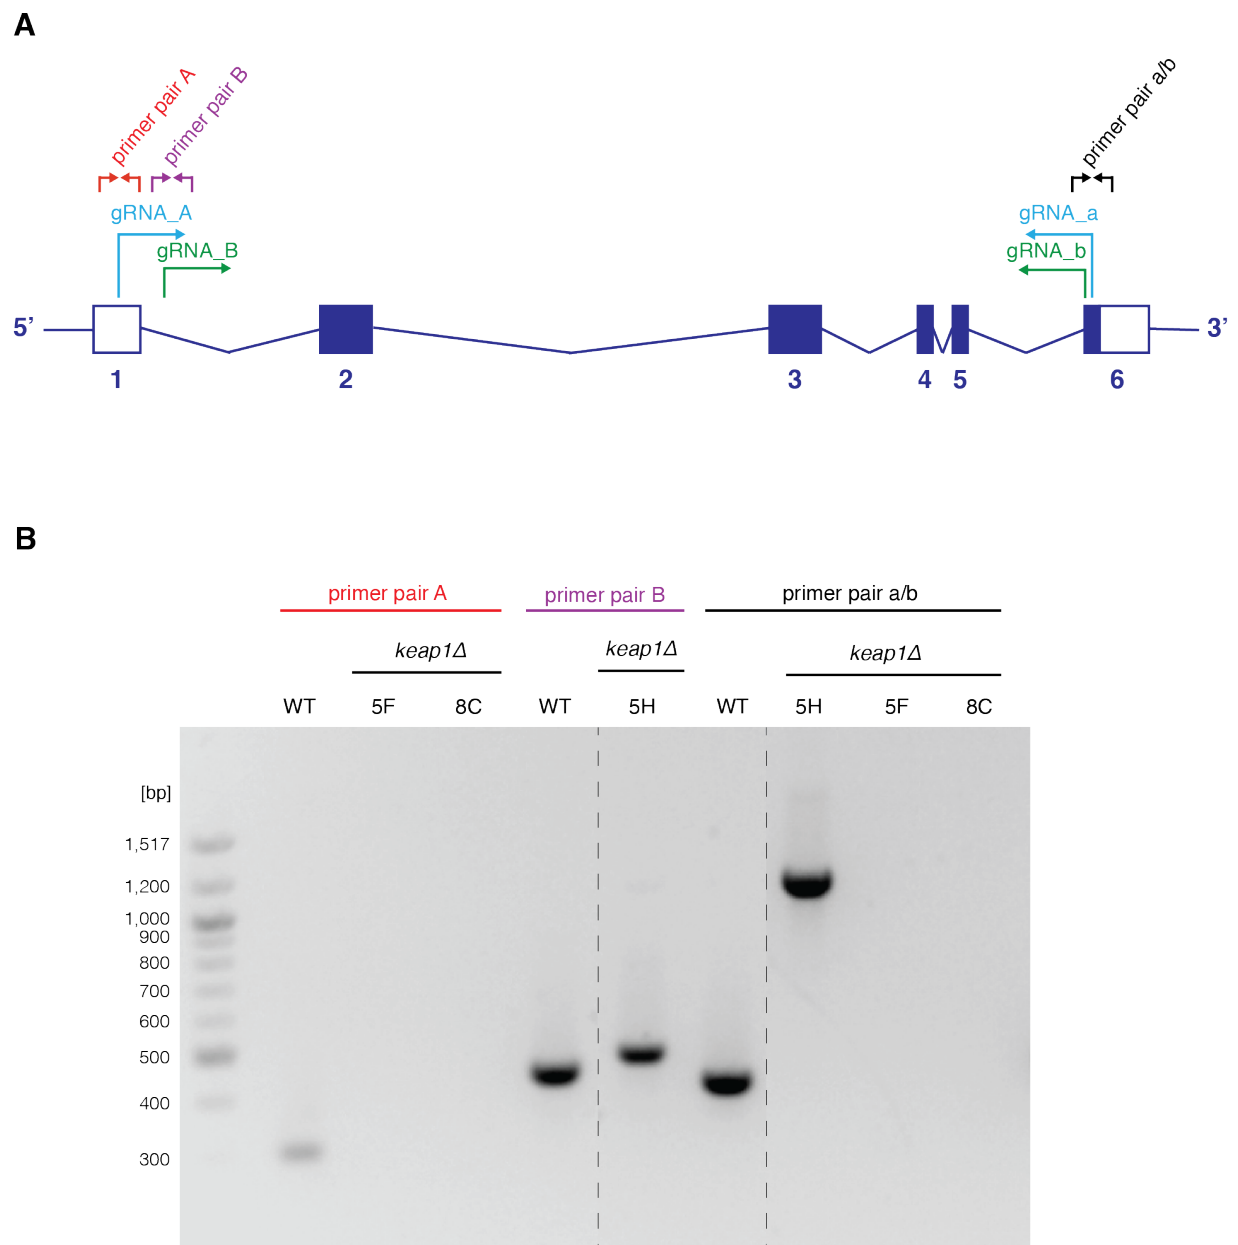 A
primer pair A
primer pair B
primer pair a/b
gRNA_A
gRNA_a
gRNA_B
gRNA_b
5’
3’
1
2
3
4
5
6
B
primer pair A
primer pair B
primer pair a/b
keap1Δ
keap1Δ
keap1Δ
WT
5F
8C
WT
5H
WT
5H
5F
8C
[bp]
1,517
1,200
1,000
900
800
700
600
500
400
300